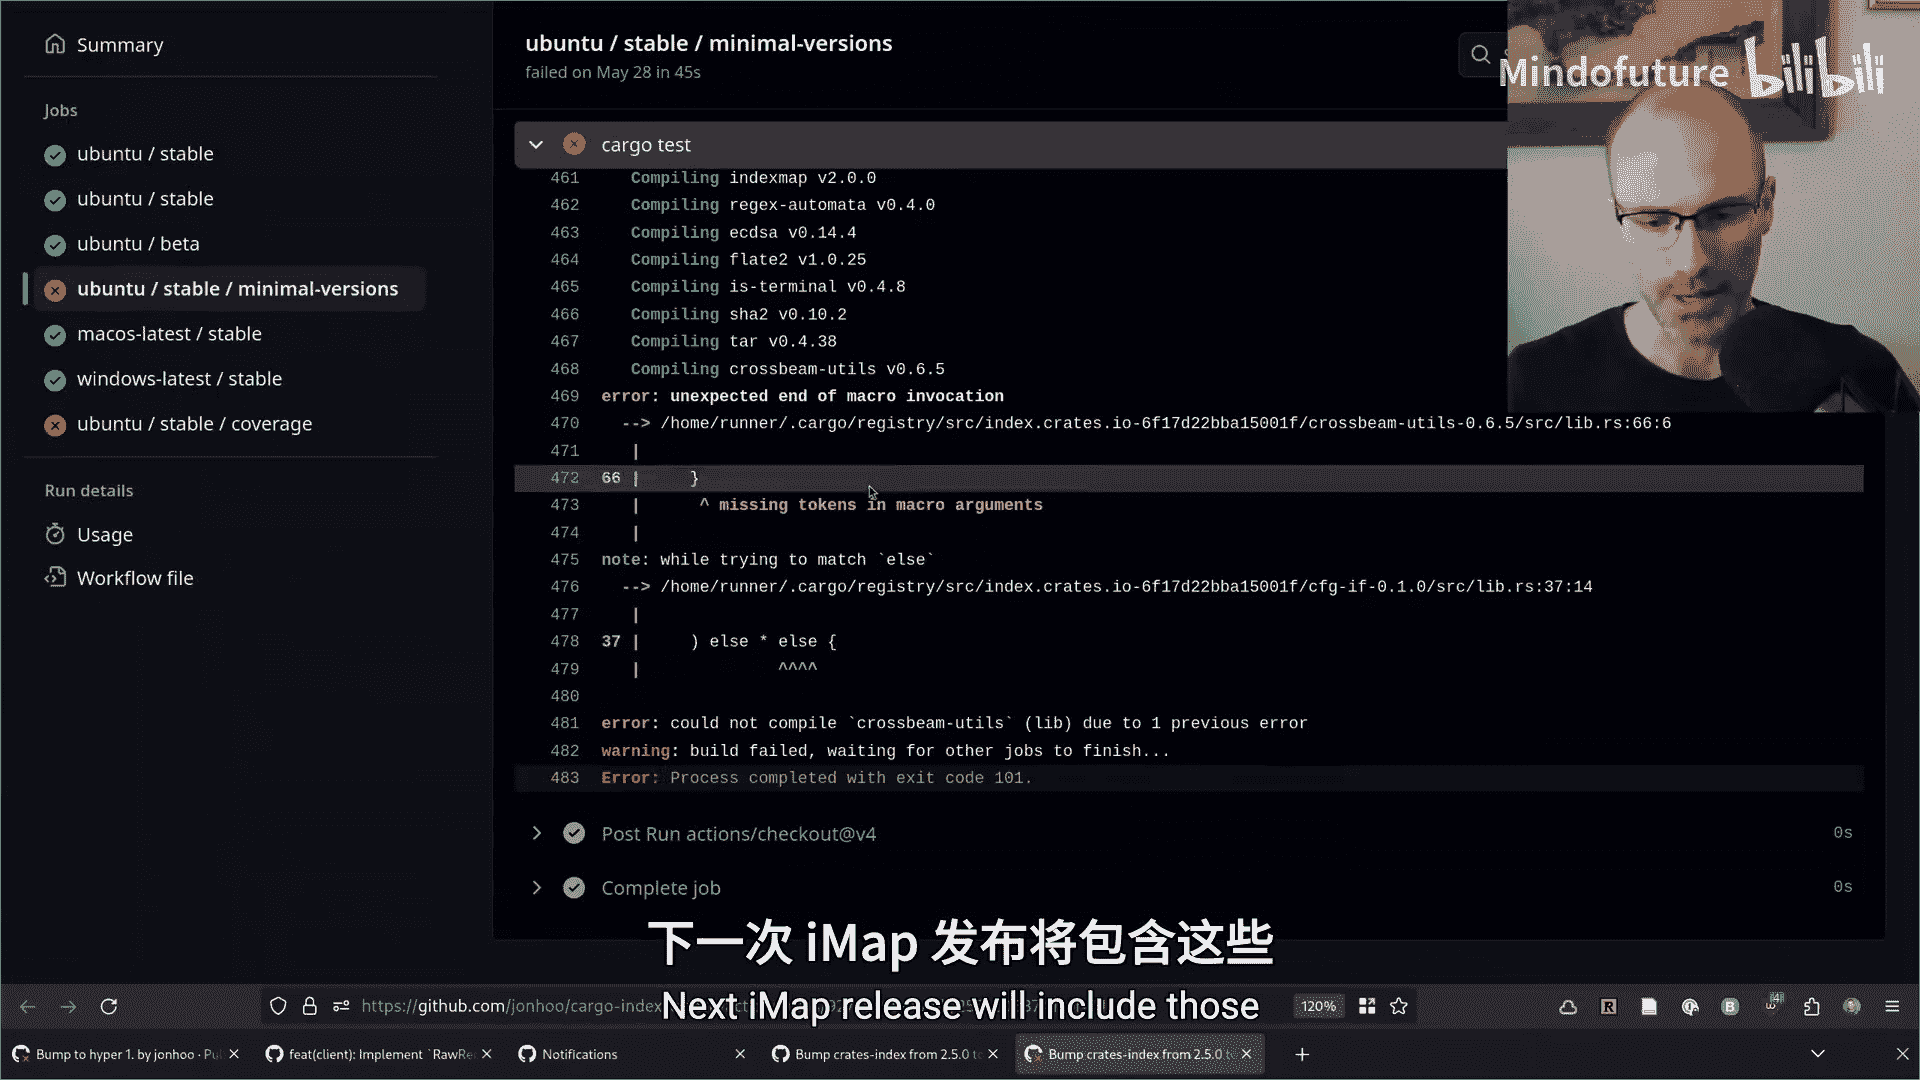 Summary
Jobs
ubuntu / stable
ubuntu / stable
ubuntu / beta
ubuntu / stable / minimal-versions
macos-latest / stable
windows-latest / stable
ubuntu / stable / coverage
Run details
Usage
Workflow file
ubuntu / stable / minimal-versions
failed on May 28 in 45s
Mindofuture bilibili
cargo test
461 Compiling indexmap v2.0.0
462 Compiling regex-automata v0.4.0
463 Compiling ecdsa v0.14.4
464 Compiling flate2 v1.0.25
465 Compiling is-terminal v0.4.8
466 Compiling sha2 v0.10.2
467 Compiling tar v0.4.38
468 Compiling crossbeam-utils v0.6.5
469 error: unexpected end of macro invocation
470 --> /home/runner/.cargo/registry/src/index.crates.io-6f17d22bba15001f/crossbeam-utils-0.6.5/src/lib.rs:66:6
471 |
472 66 | }
473 | ^ missing tokens in macro arguments
474 |
475 note: while trying to match `else`
476 --> /home/runner/.cargo/registry/src/index.crates.io-6f17d22bba15001f/cfg-if-0.1.0/src/lib.rs:37:14
477 |
478 37 | ) else * else {
479 | ^^^^
480
481 error: could not compile `crossbeam-utils` (lib) due to 1 previous error
482 warning: build failed, waiting for other jobs to finish...
483 Error: Process completed with exit code 101.
Post Run actions/checkout@v4 0s
Complete job 0s
下一次 iMap 发布将包含这些
Next iMap release will include those
https://github.com/jonhoo/cargo-index
120%
Bump to hyper 1. by jonhoo · Pul
feat(client): Implement `RawRe
Notifications
Bump crates-index from 2.5.0 to
Bump crates-index from 2.5.0 to